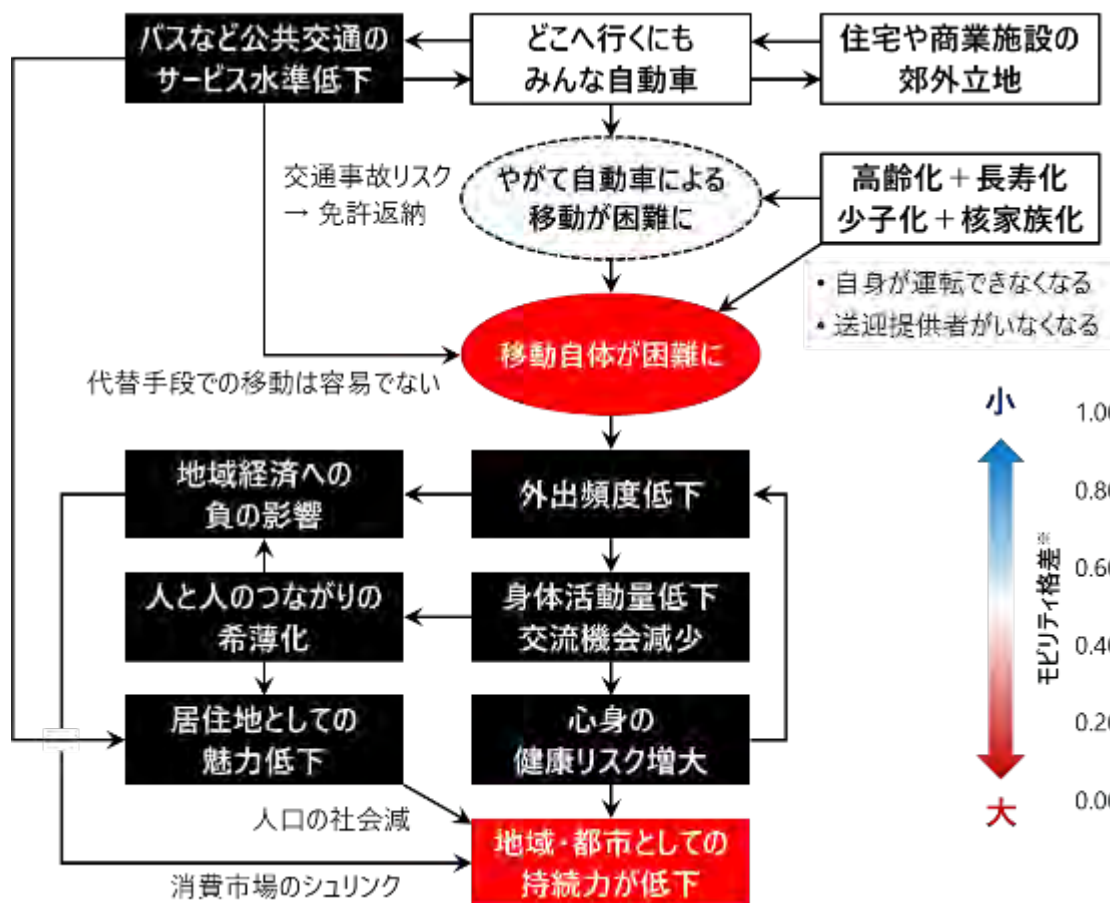 バスなど公共交通の
サービス水準低下
どこへ行くにも
みんな自動車
住宅や商業施設の
郊外立地
交通事故リスク
→ 免許返納
やがて自動車による
移動が困難に
高齢化＋長寿化
少子化＋核家族化
・自身が運転できなくなる
・送迎提供者がいなくなる
移動自体が困難に
代替手段での移動は容易でない
地域経済への
負の影響
外出頻度低下
人と人のつながりの
希薄化
身体活動量低下
交流機会減少
居住地としての
魅力低下
心身の
健康リスク増大
人口の社会減
地域・都市としての
持続力が低下
消費市場のシュリンク
小
モビリティ格差※
大
1.00
0.80
0.60
0.40
0.20
0.00